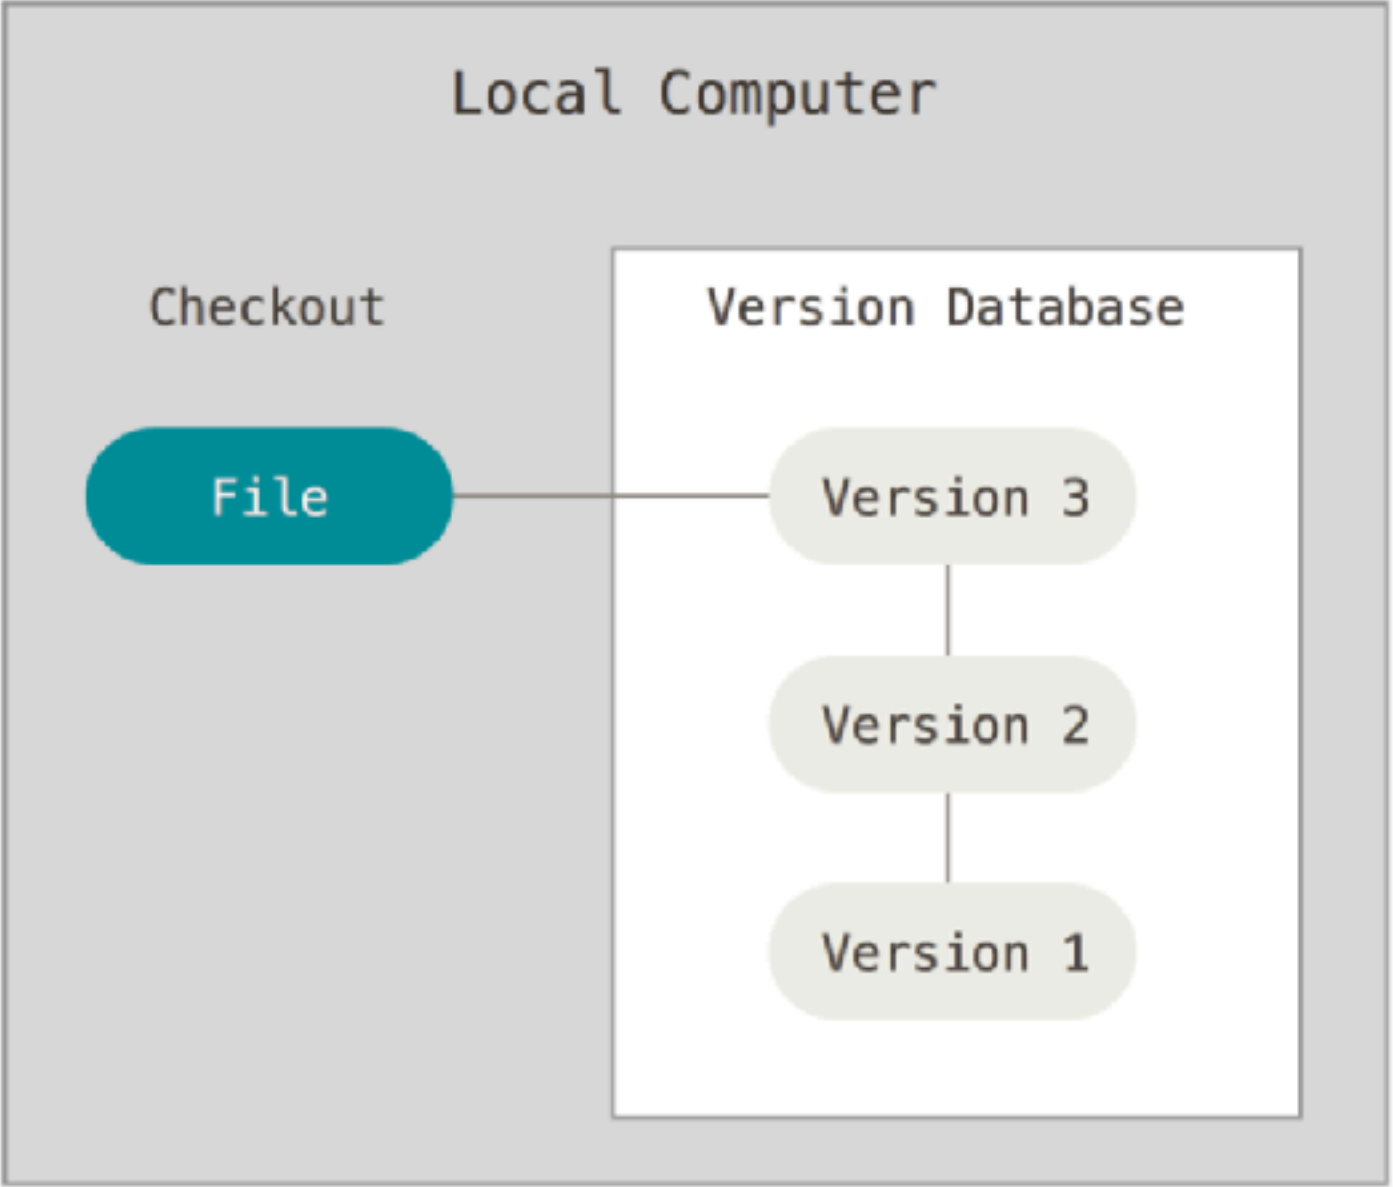 Local Computer
Checkout
Version Database
File
Version 3
Version 2
Version 1